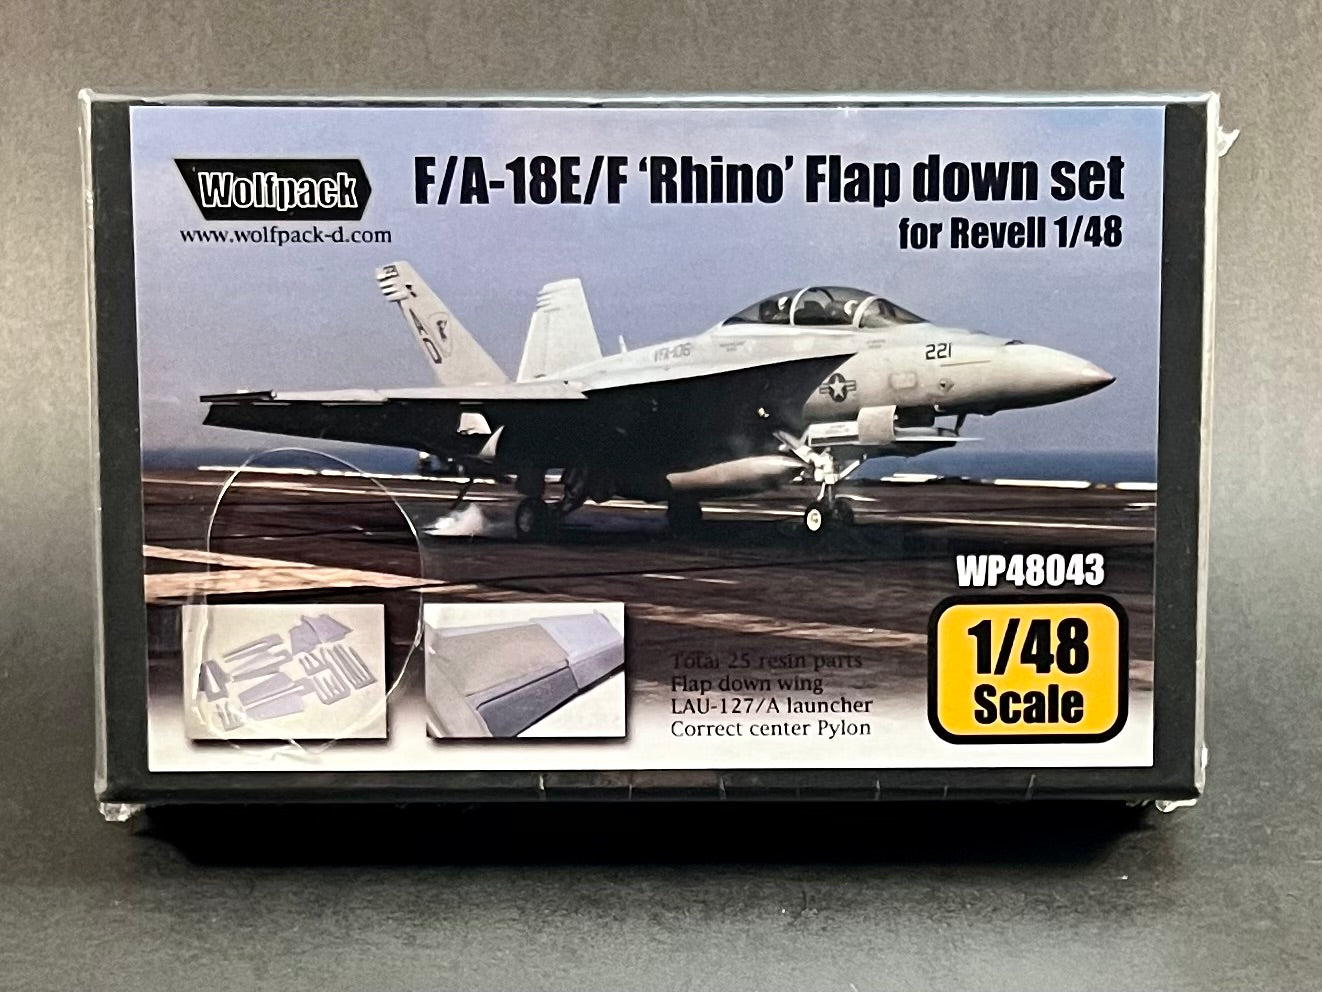 Wolfpack
www.wolfpack-d.com
F/A-18E/F ‘Rhino’ Flap down set
for Revell 1/48
VFA-106
221
AD
WP48043
1/48
Scale
Total 25 resin parts
Flap down wing
LAU-127/A launcher
Correct center Pylon